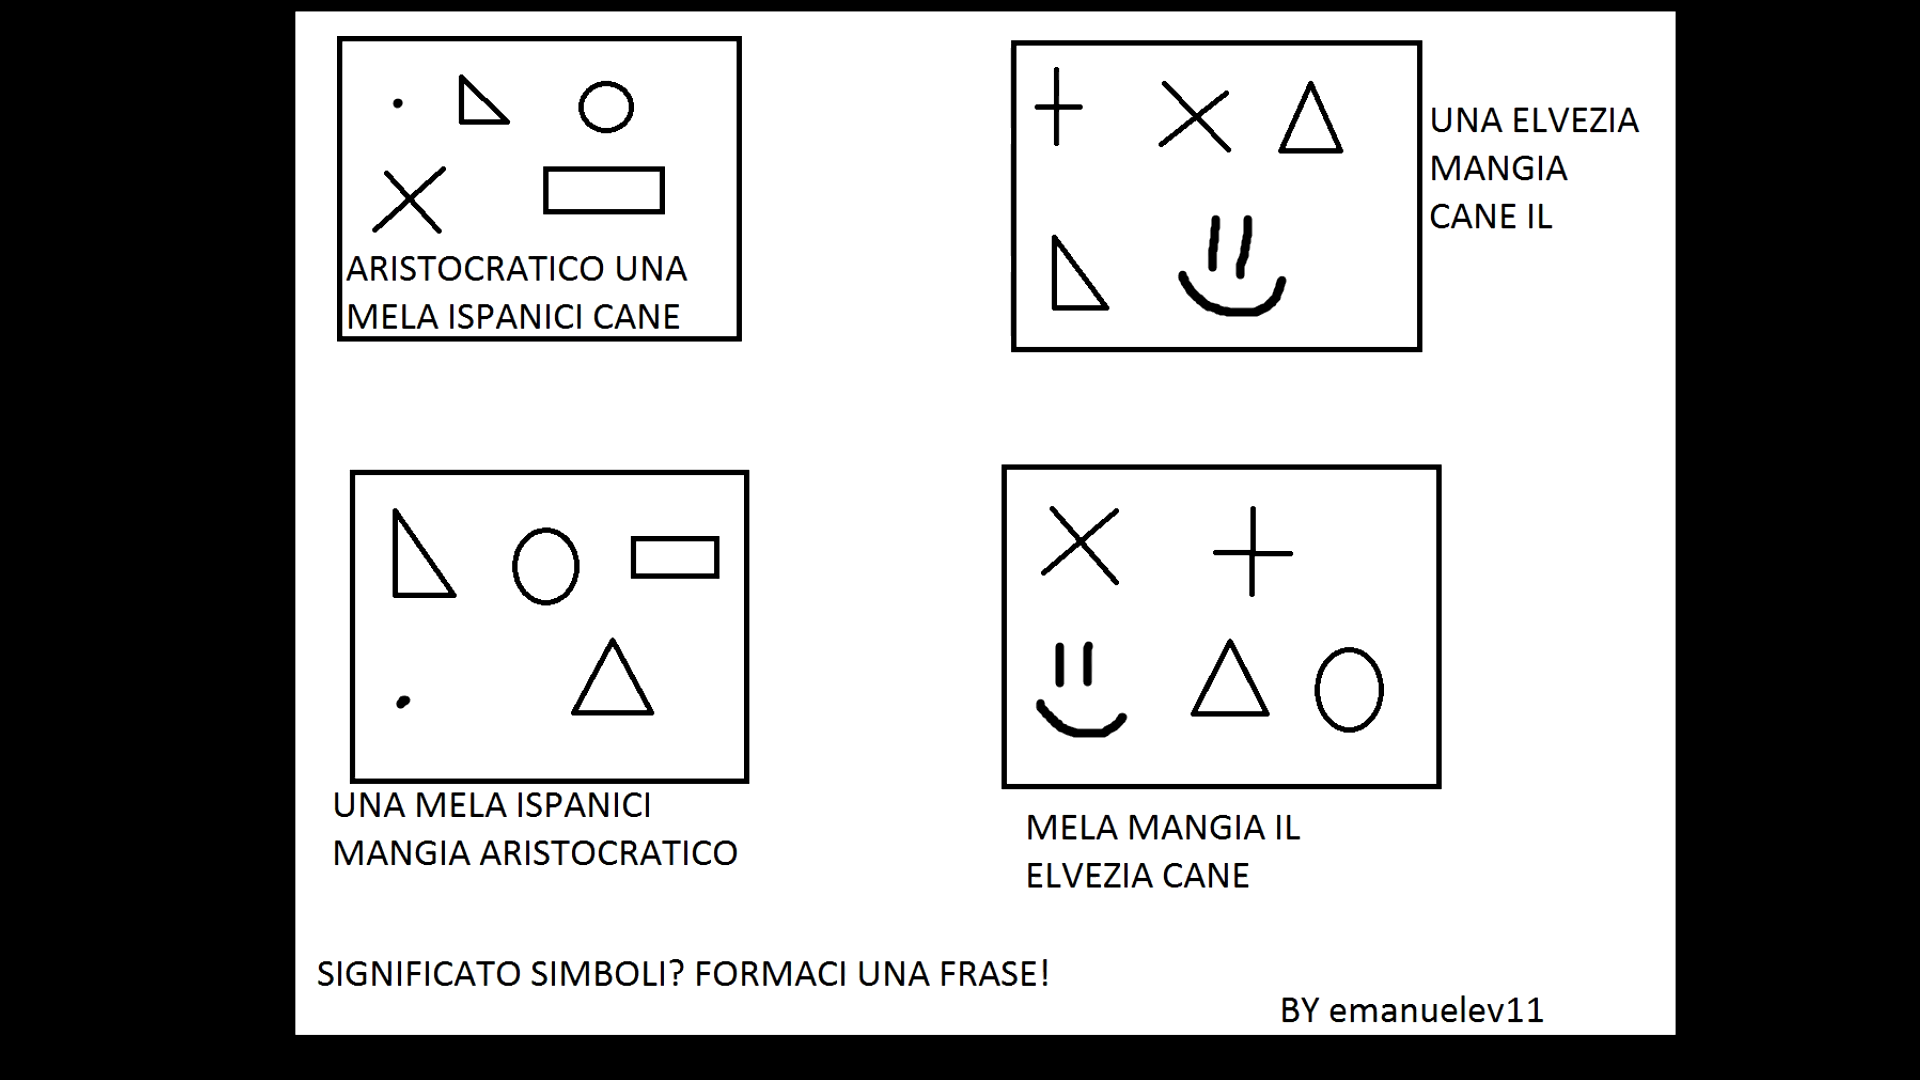 ARISTOCRATICO UNA
MELA ISPANICI CANE
UNA ELVEZIA
MANGIA
CANE IL
UNA MELA ISPANICI
MANGIA ARISTOCRATICO
MELA MANGIA IL
ELVEZIA CANE
SIGNIFICATO SIMBOLI? FORMACI UNA FRASE!
BY emanuelev11